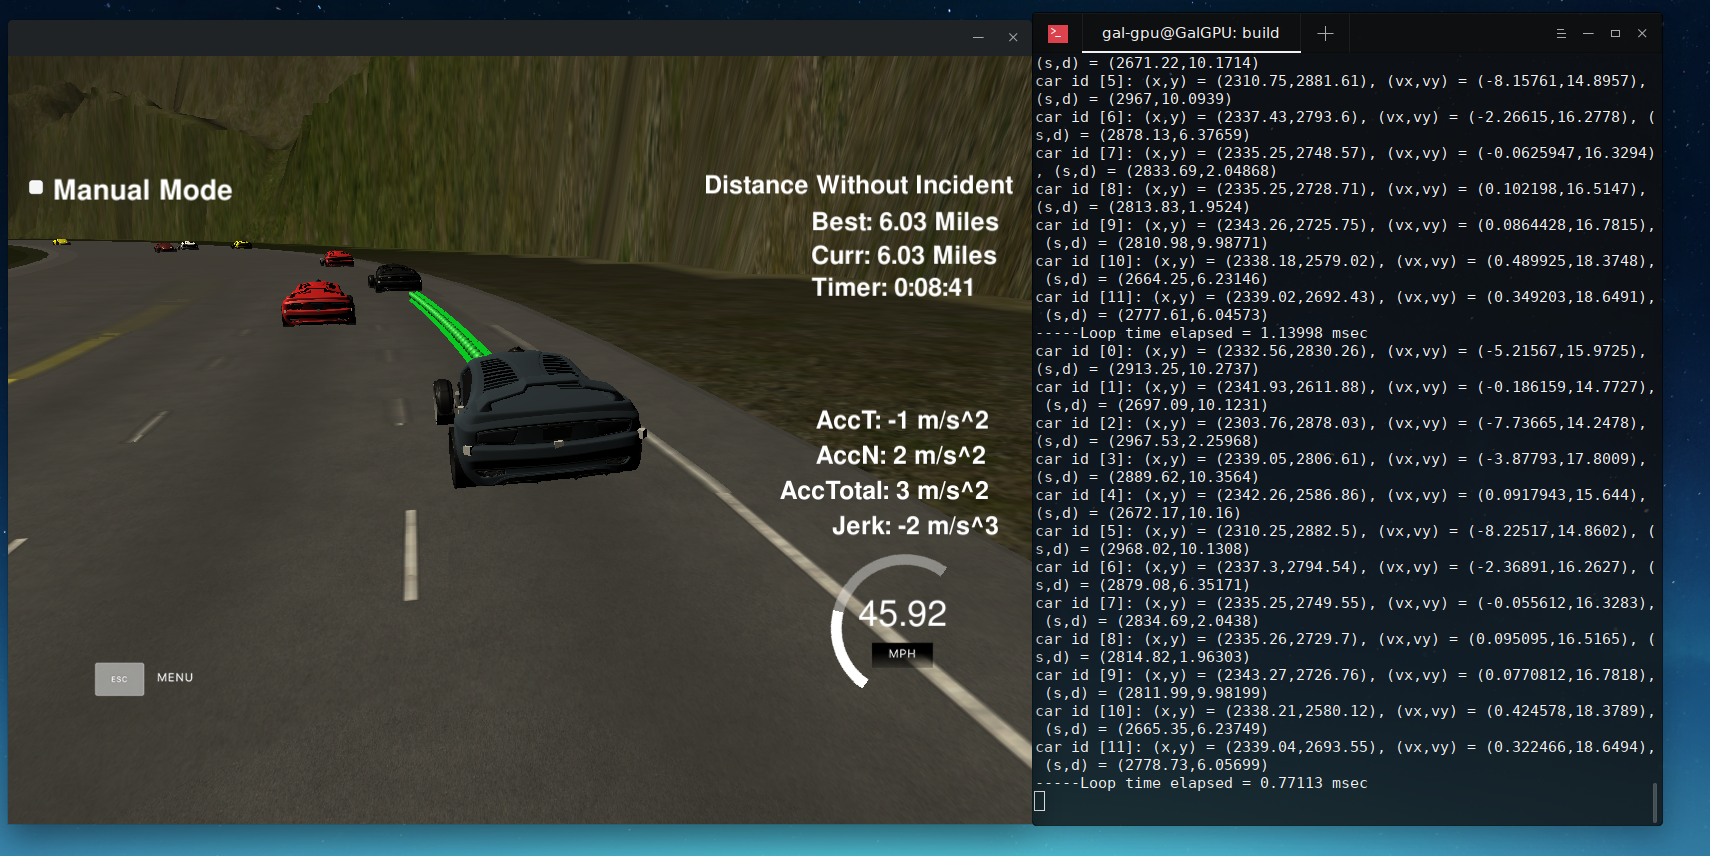 Manual Mode
Distance Without Incident
Best: 6.03 Miles
Curr: 6.03 Miles
Timer: 0:08:41
AccT: -1 m/s^2
AccN: 2 m/s^2
AccTotal: 3 m/s^2
Jerk: -2 m/s^3
45.92
MPH
ESC MENU
>_ gal-gpu@GalGPU: build
(s,d) = (2671.22,10.1714)
car id [5]: (x,y) = (2310.75,2881.61), (vx,vy) = (-8.15761,14.8957),
(s,d) = (2967,10.0939)
car id [6]: (x,y) = (2337.43,2793.6), (vx,vy) = (-2.26615,16.2778), (
s,d) = (2878.13,6.37659)
car id [7]: (x,y) = (2335.25,2748.57), (vx,vy) = (-0.0625947,16.3294)
, (s,d) = (2833.69,2.04868)
car id [8]: (x,y) = (2335.25,2728.71), (vx,vy) = (0.102198,16.5147),
(s,d) = (2813.83,1.9524)
car id [9]: (x,y) = (2343.26,2725.75), (vx,vy) = (0.0864428,16.7815),
(s,d) = (2810.98,9.98771)
car id [10]: (x,y) = (2338.18,2579.02), (vx,vy) = (0.489925,18.3748),
(s,d) = (2664.25,6.23146)
car id [11]: (x,y) = (2339.02,2692.43), (vx,vy) = (0.349203,18.6491),
(s,d) = (2777.61,6.04573)
-----Loop time elapsed = 1.13998 msec
car id [0]: (x,y) = (2332.56,2830.26), (vx,vy) = (-5.21567,15.9725),
(s,d) = (2913.25,10.2737)
car id [1]: (x,y) = (2341.93,2611.88), (vx,vy) = (-0.186159,14.7727),
(s,d) = (2697.09,10.1231)
car id [2]: (x,y) = (2303.76,2878.03), (vx,vy) = (-7.73665,14.2478),
(s,d) = (2967.53,2.25968)
car id [3]: (x,y) = (2339.05,2806.61), (vx,vy) = (-3.87793,17.8009),
(s,d) = (2889.62,10.3564)
car id [4]: (x,y) = (2342.26,2586.86), (vx,vy) = (0.0917943,15.644),
(s,d) = (2672.17,10.16)
car id [5]: (x,y) = (2310.25,2882.5), (vx,vy) = (-8.22517,14.8602), (
s,d) = (2968.02,10.1308)
car id [6]: (x,y) = (2337.3,2794.54), (vx,vy) = (-2.36891,16.2627), (
s,d) = (2879.08,6.35171)
car id [7]: (x,y) = (2335.25,2749.55), (vx,vy) = (-0.055612,16.3283),
(s,d) = (2834.69,2.0438)
car id [8]: (x,y) = (2335.26,2729.7), (vx,vy) = (0.095095,16.5165), (
s,d) = (2814.82,1.96303)
car id [9]: (x,y) = (2343.27,2726.76), (vx,vy) = (0.0770812,16.7818),
(s,d) = (2811.99,9.98199)
car id [10]: (x,y) = (2338.21,2580.12), (vx,vy) = (0.424578,18.3789),
(s,d) = (2665.35,6.23749)
car id [11]: (x,y) = (2339.04,2693.55), (vx,vy) = (0.322466,18.6494),
(s,d) = (2778.73,6.05699)
-----Loop time elapsed = 0.77113 msec